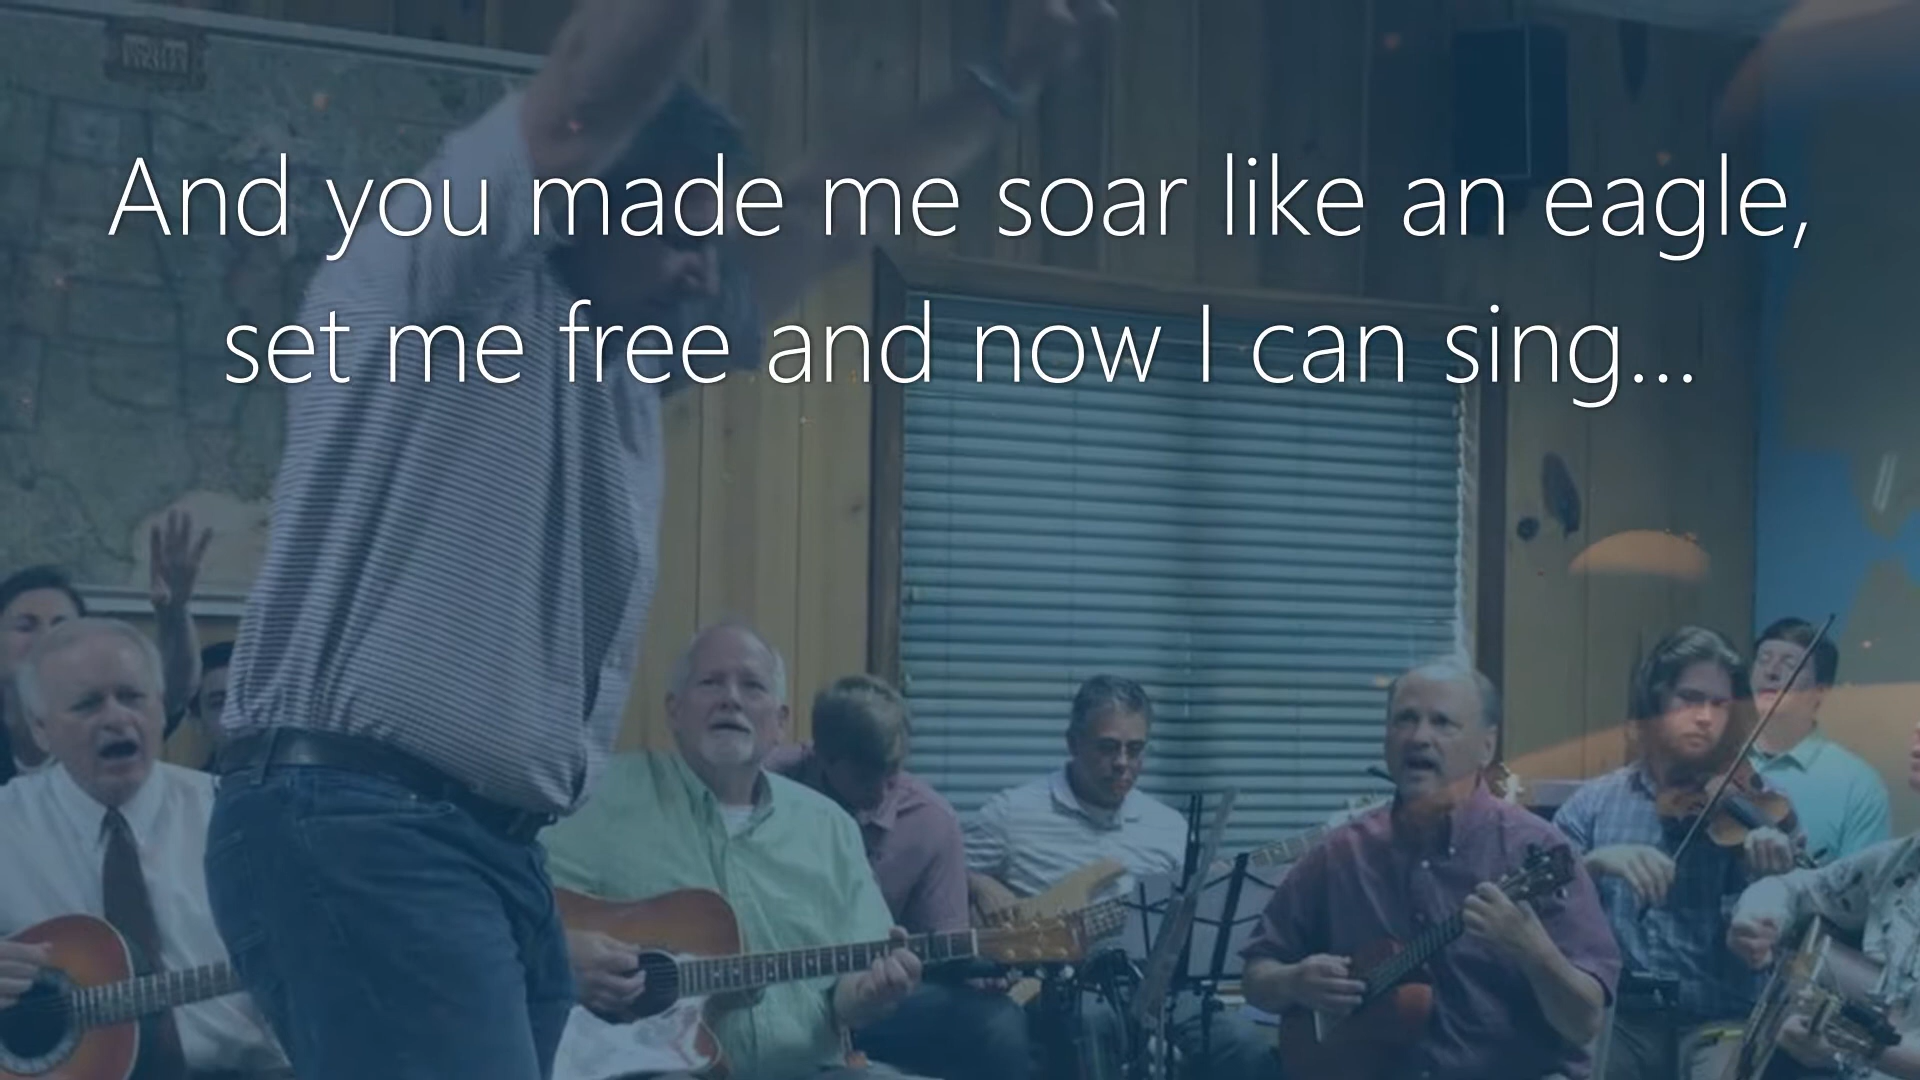 And you made me soar like an eagle,
set me free and now I can sing...